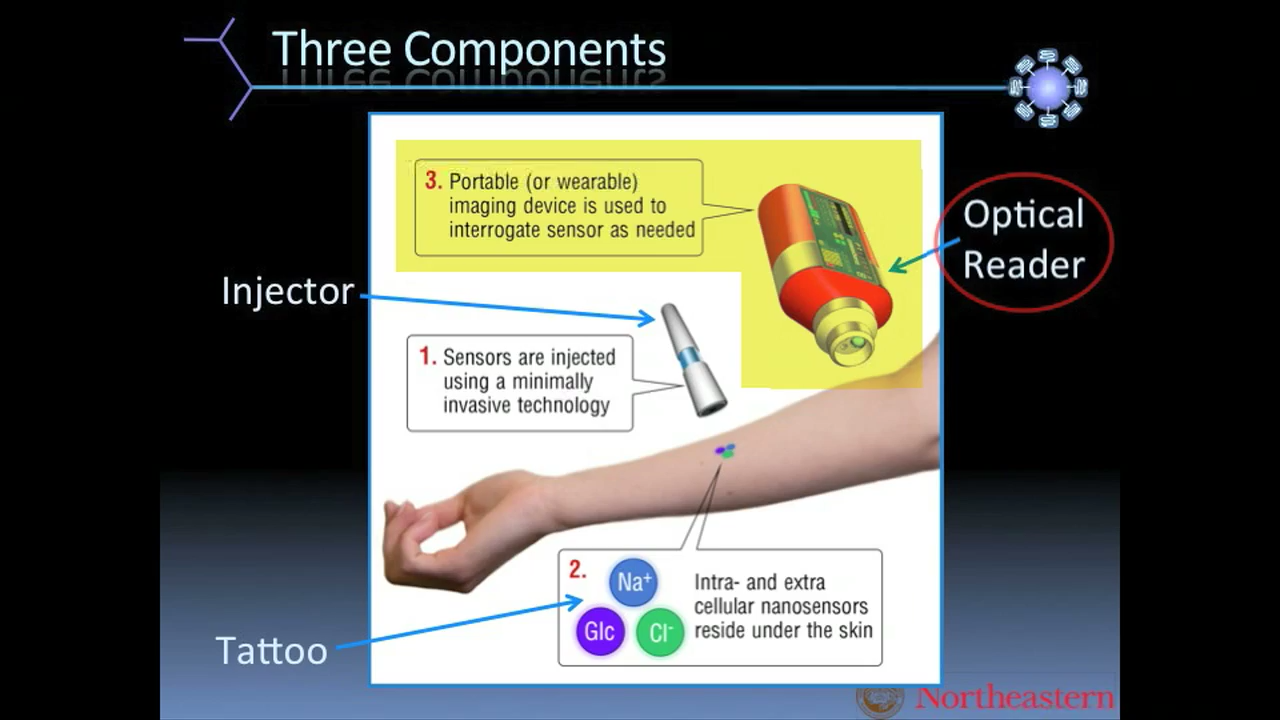 Three Components
3. Portable (or wearable)
imaging device is used to
interrogate sensor as needed
Optical
Reader
Injector
1. Sensors are injected
using a minimally
invasive technology
2.
Na⁺
Glc
Cl⁻
Intra- and extra
cellular nanosensors
reside under the skin
Tattoo
Northeastern